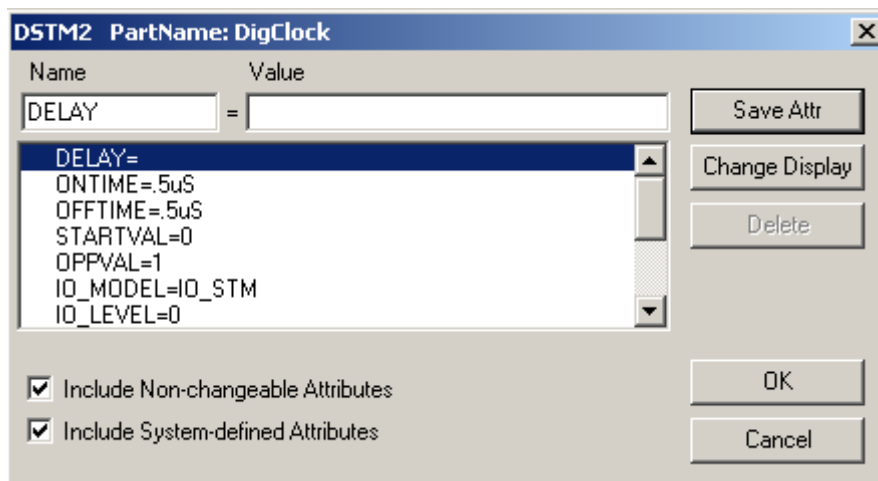 DSTM2 PartName: DigClock
Name Value
DELAY =
Save Attr
DELAY=
ONTIME=.5uS
OFFTIME=.5uS
STARTVAL=0
OPPVAL=1
IO_MODEL=IO_STM
IO_LEVEL=0
Change Display
Delete
Include Non-changeable Attributes
Include System-defined Attributes
OK
Cancel